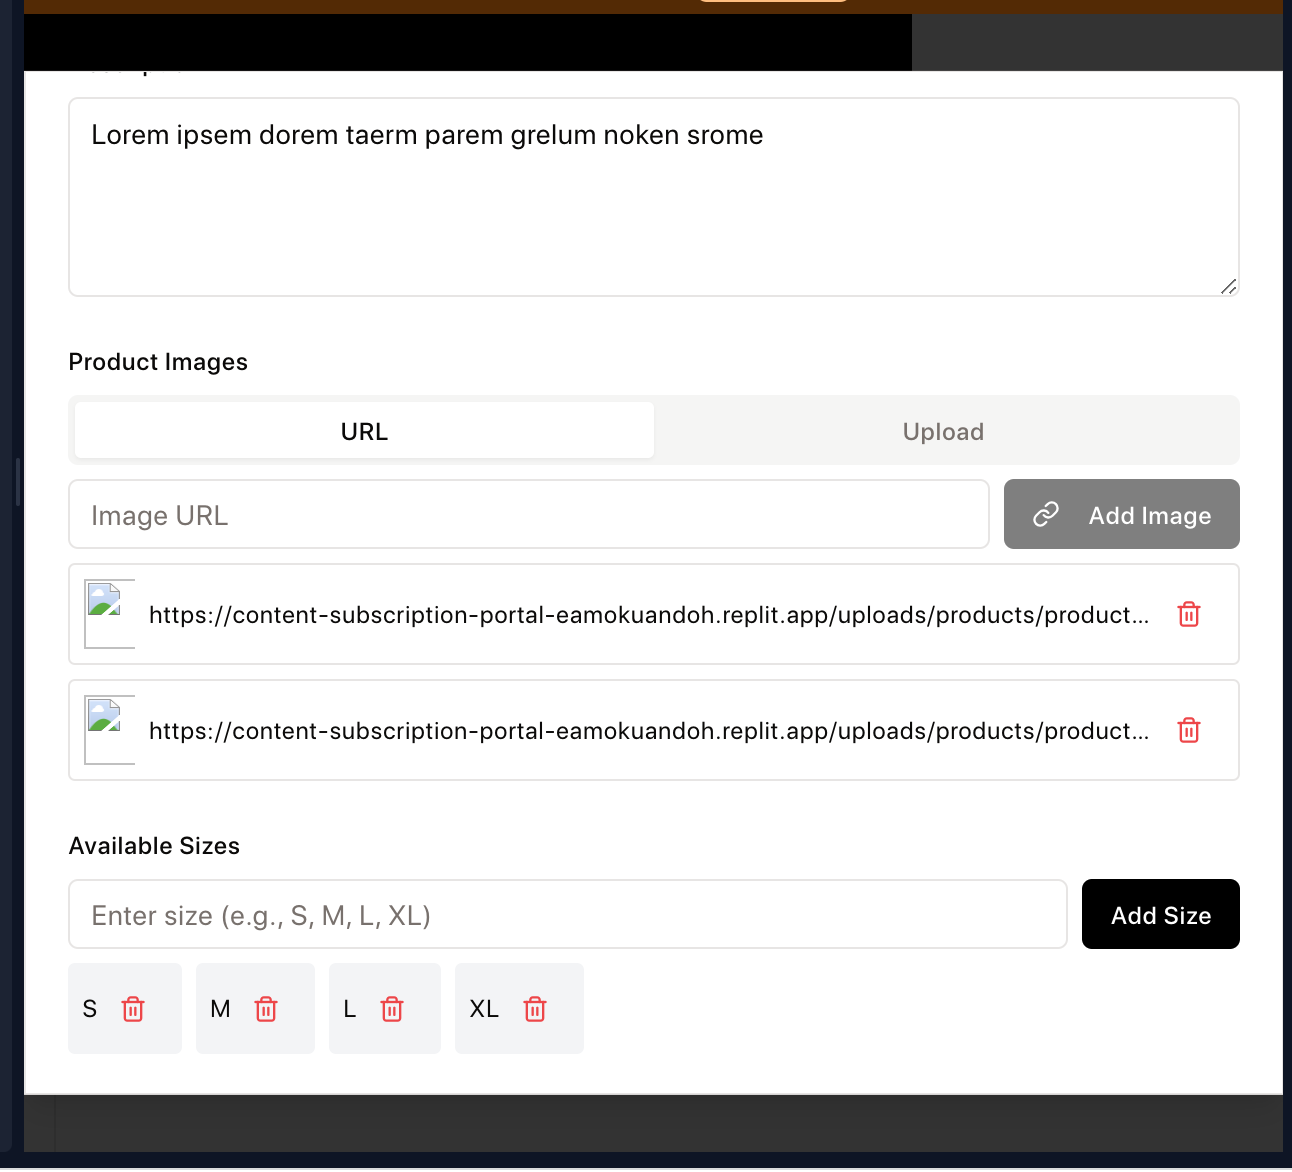 Lorem ipsem dorem taerm parem grelum noken srome
Product Images
URL
Upload
Image URL
Add Image
https://content-subscription-portal-eamokuandoh.replit.app/uploads/products/product...
https://content-subscription-portal-eamokuandoh.replit.app/uploads/products/product...
Available Sizes
Enter size (e.g., S, M, L, XL)
Add Size
S
M
L
XL